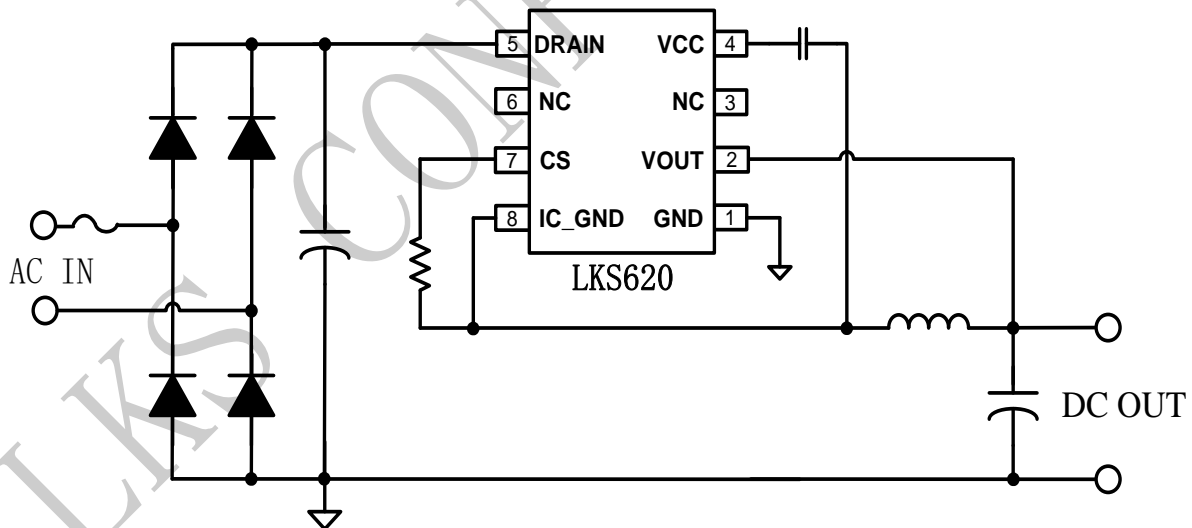 5 DRAIN VCC 4
6 NC NC 3
7 CS VOUT 2
8 IC_GND GND 1
LKS620
AC IN
DC OUT
LKS CON